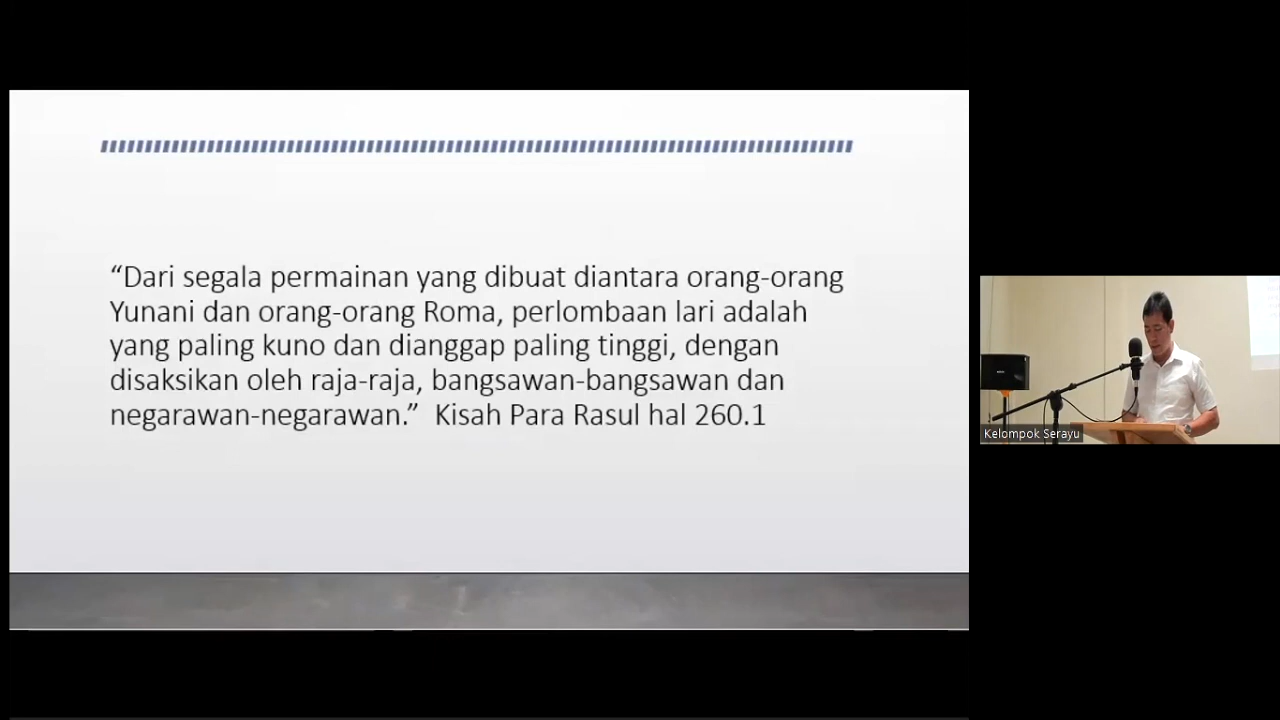 “Dari segala permainan yang dibuat diantara orang-orang
Yunani dan orang-orang Roma, perlombaan lari adalah
yang paling kuno dan dianggap paling tinggi, dengan
disaksikan oleh raja-raja, bangsawan-bangsawan dan
negarawan-negarawan.”  Kisah Para Rasul hal 260.1
Kelompok Serayu